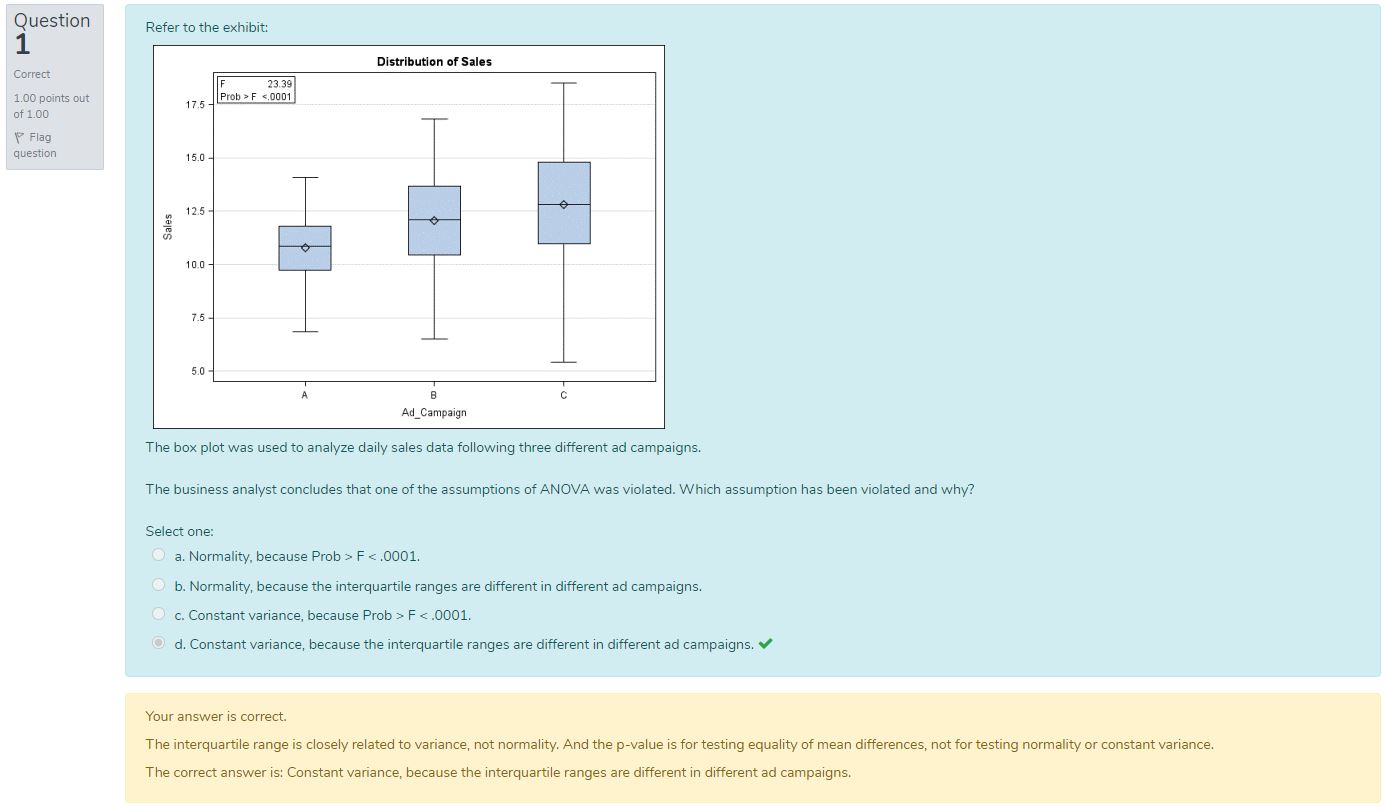 Question
1
Correct
1.00 points out
of 1.00
Flag
question
Refer to the exhibit:
Distribution of Sales
F 23.39
Prob > F <.0001
17.5
15.0
12.5
10.0
7.5
5.0
Sales
A B C
Ad_Campaign
The box plot was used to analyze daily sales data following three different ad campaigns.
The business analyst concludes that one of the assumptions of ANOVA was violated. Which assumption has been violated and why?
Select one:
a. Normality, because Prob > F < .0001.
b. Normality, because the interquartile ranges are different in different ad campaigns.
c. Constant variance, because Prob > F < .0001.
d. Constant variance, because the interquartile ranges are different in different ad campaigns.
Your answer is correct.
The interquartile range is closely related to variance, not normality. And the p-value is for testing equality of mean differences, not for testing normality or constant variance.
The correct answer is: Constant variance, because the interquartile ranges are different in different ad campaigns.